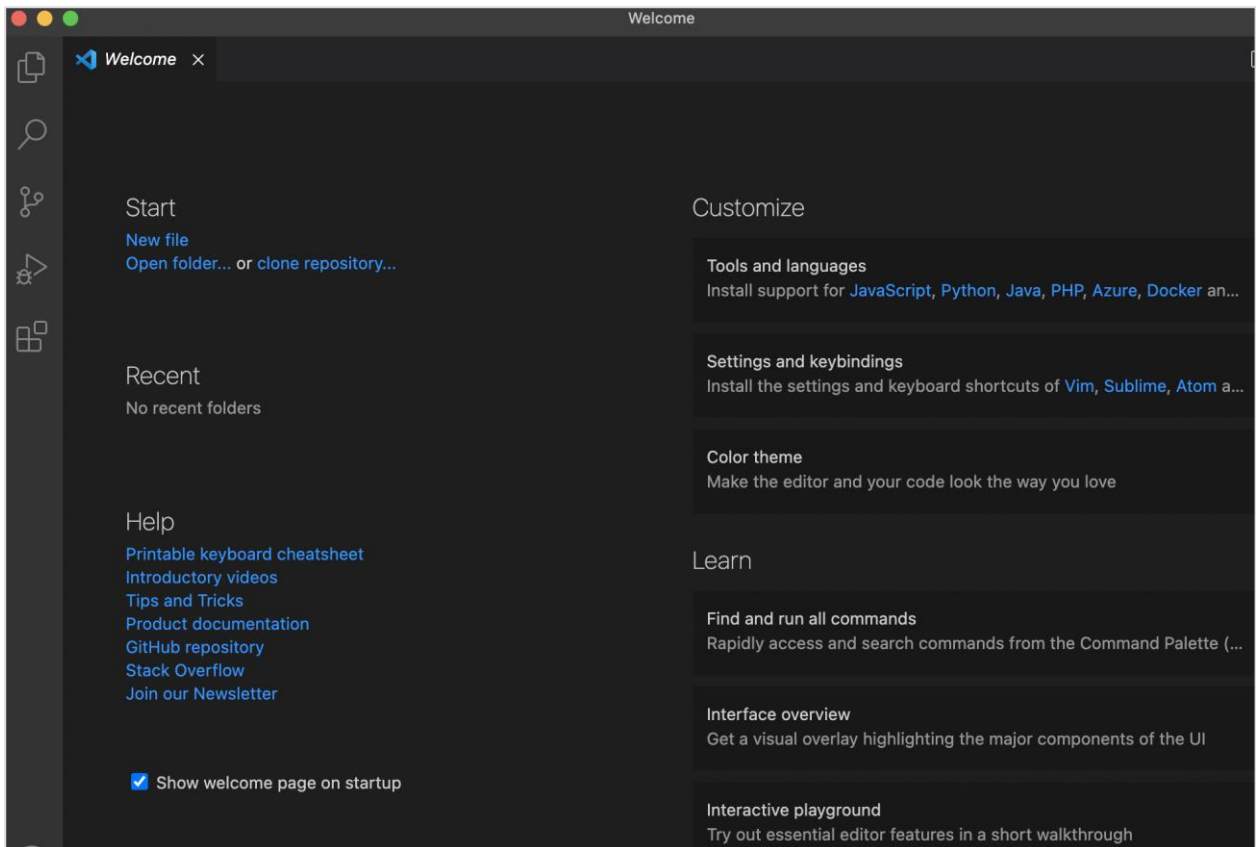 Welcome
Welcome
Start
New file
Open folder... or clone repository...
Recent
No recent folders
Help
Printable keyboard cheatsheet
Introductory videos
Tips and Tricks
Product documentation
GitHub repository
Stack Overflow
Join our Newsletter
Show welcome page on startup
Customize
Tools and languages
Install support for JavaScript, Python, Java, PHP, Azure, Docker an...
Settings and keybindings
Install the settings and keyboard shortcuts of Vim, Sublime, Atom a...
Color theme
Make the editor and your code look the way you love
Learn
Find and run all commands
Rapidly access and search commands from the Command Palette (...
Interface overview
Get a visual overlay highlighting the major components of the UI
Interactive playground
Try out essential editor features in a short walkthrough